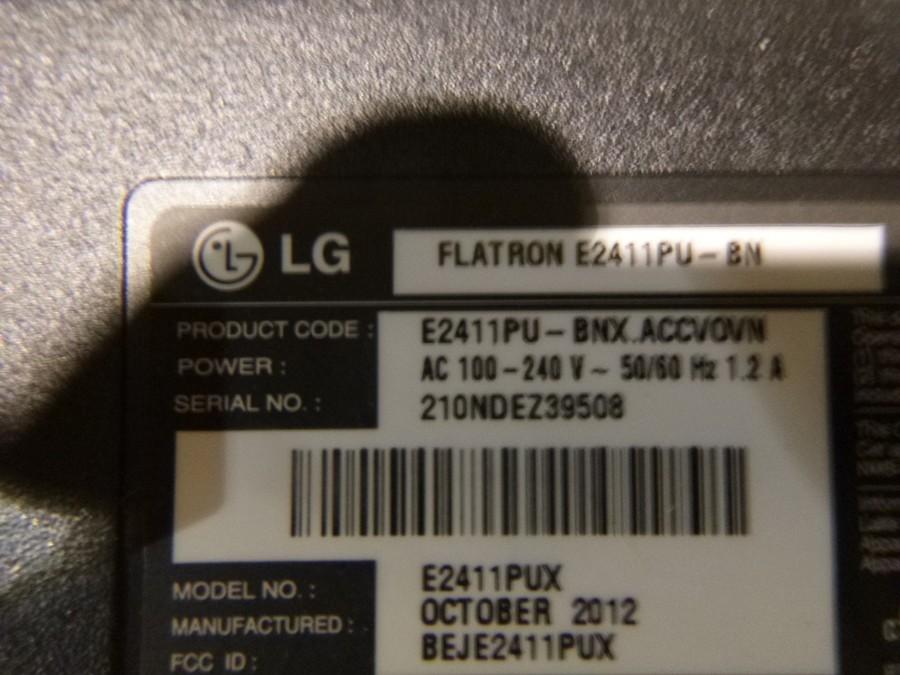 LG FLATRON E2411PU-BN
PRODUCT CODE : E2411PU-BNX.ACCVOVN
POWER : AC 100-240 V ~ 50/60 Hz 1.2 A
SERIAL NO. : 210NDEZ39508
MODEL NO. : E2411PUX
MANUFACTURED : OCTOBER 2012
FCC ID : BEJE2411PUX